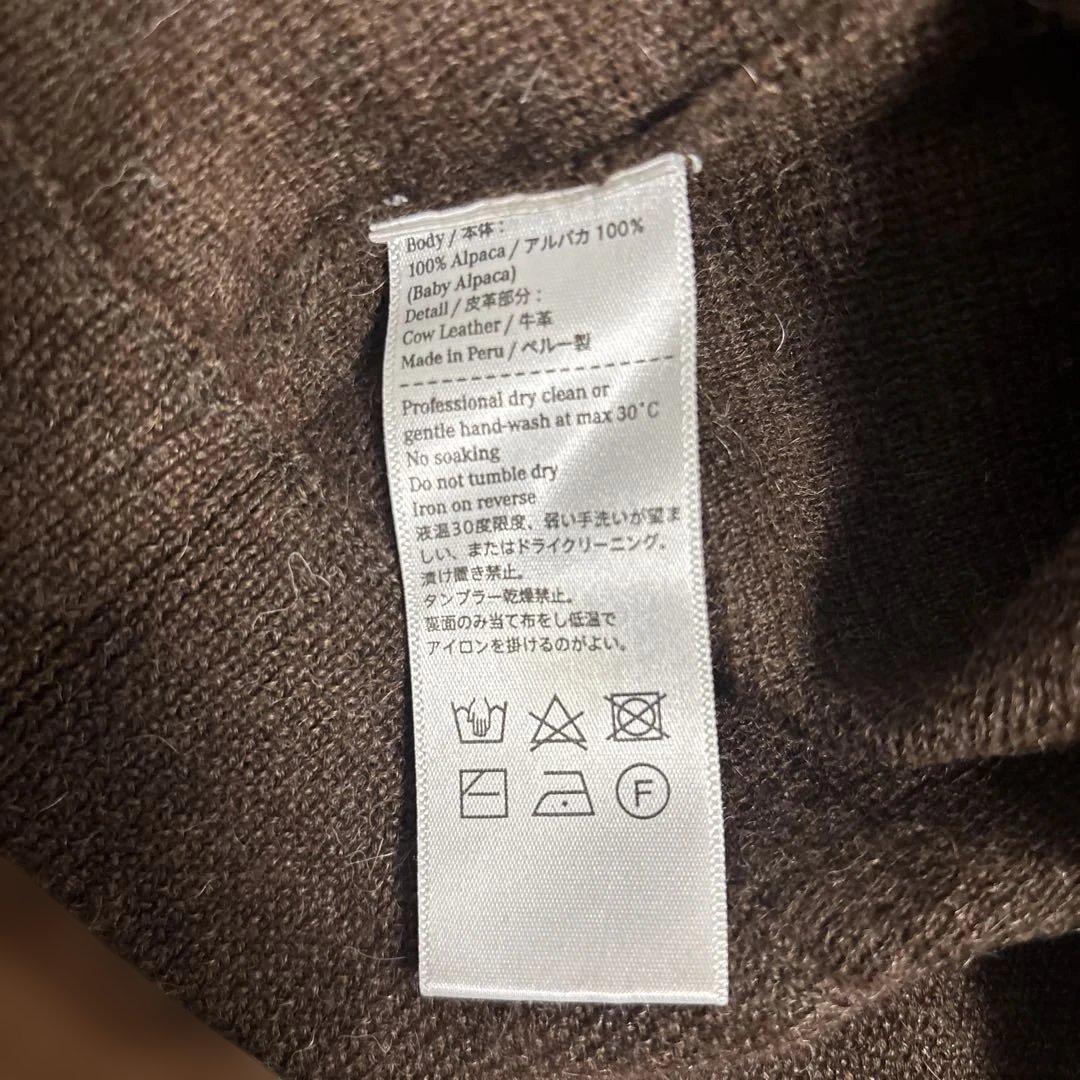 Body / 本体 :
100% Alpaca / アルパカ 100%
(Baby Alpaca)
Detail / 皮革部分 :
Cow Leather / 牛革
Made in Peru / ペルー製
Professional dry clean or
gentle hand-wash at max 30°C
No soaking
Do not tumble dry
Iron on reverse
液温30度限度、弱い手洗いが望ま
しい、またはドライクリーニング。
漬け置き禁止。
タンブラー乾燥禁止。
裏面のみ当て布をし低温で
アイロンを掛けるのがよい。
F